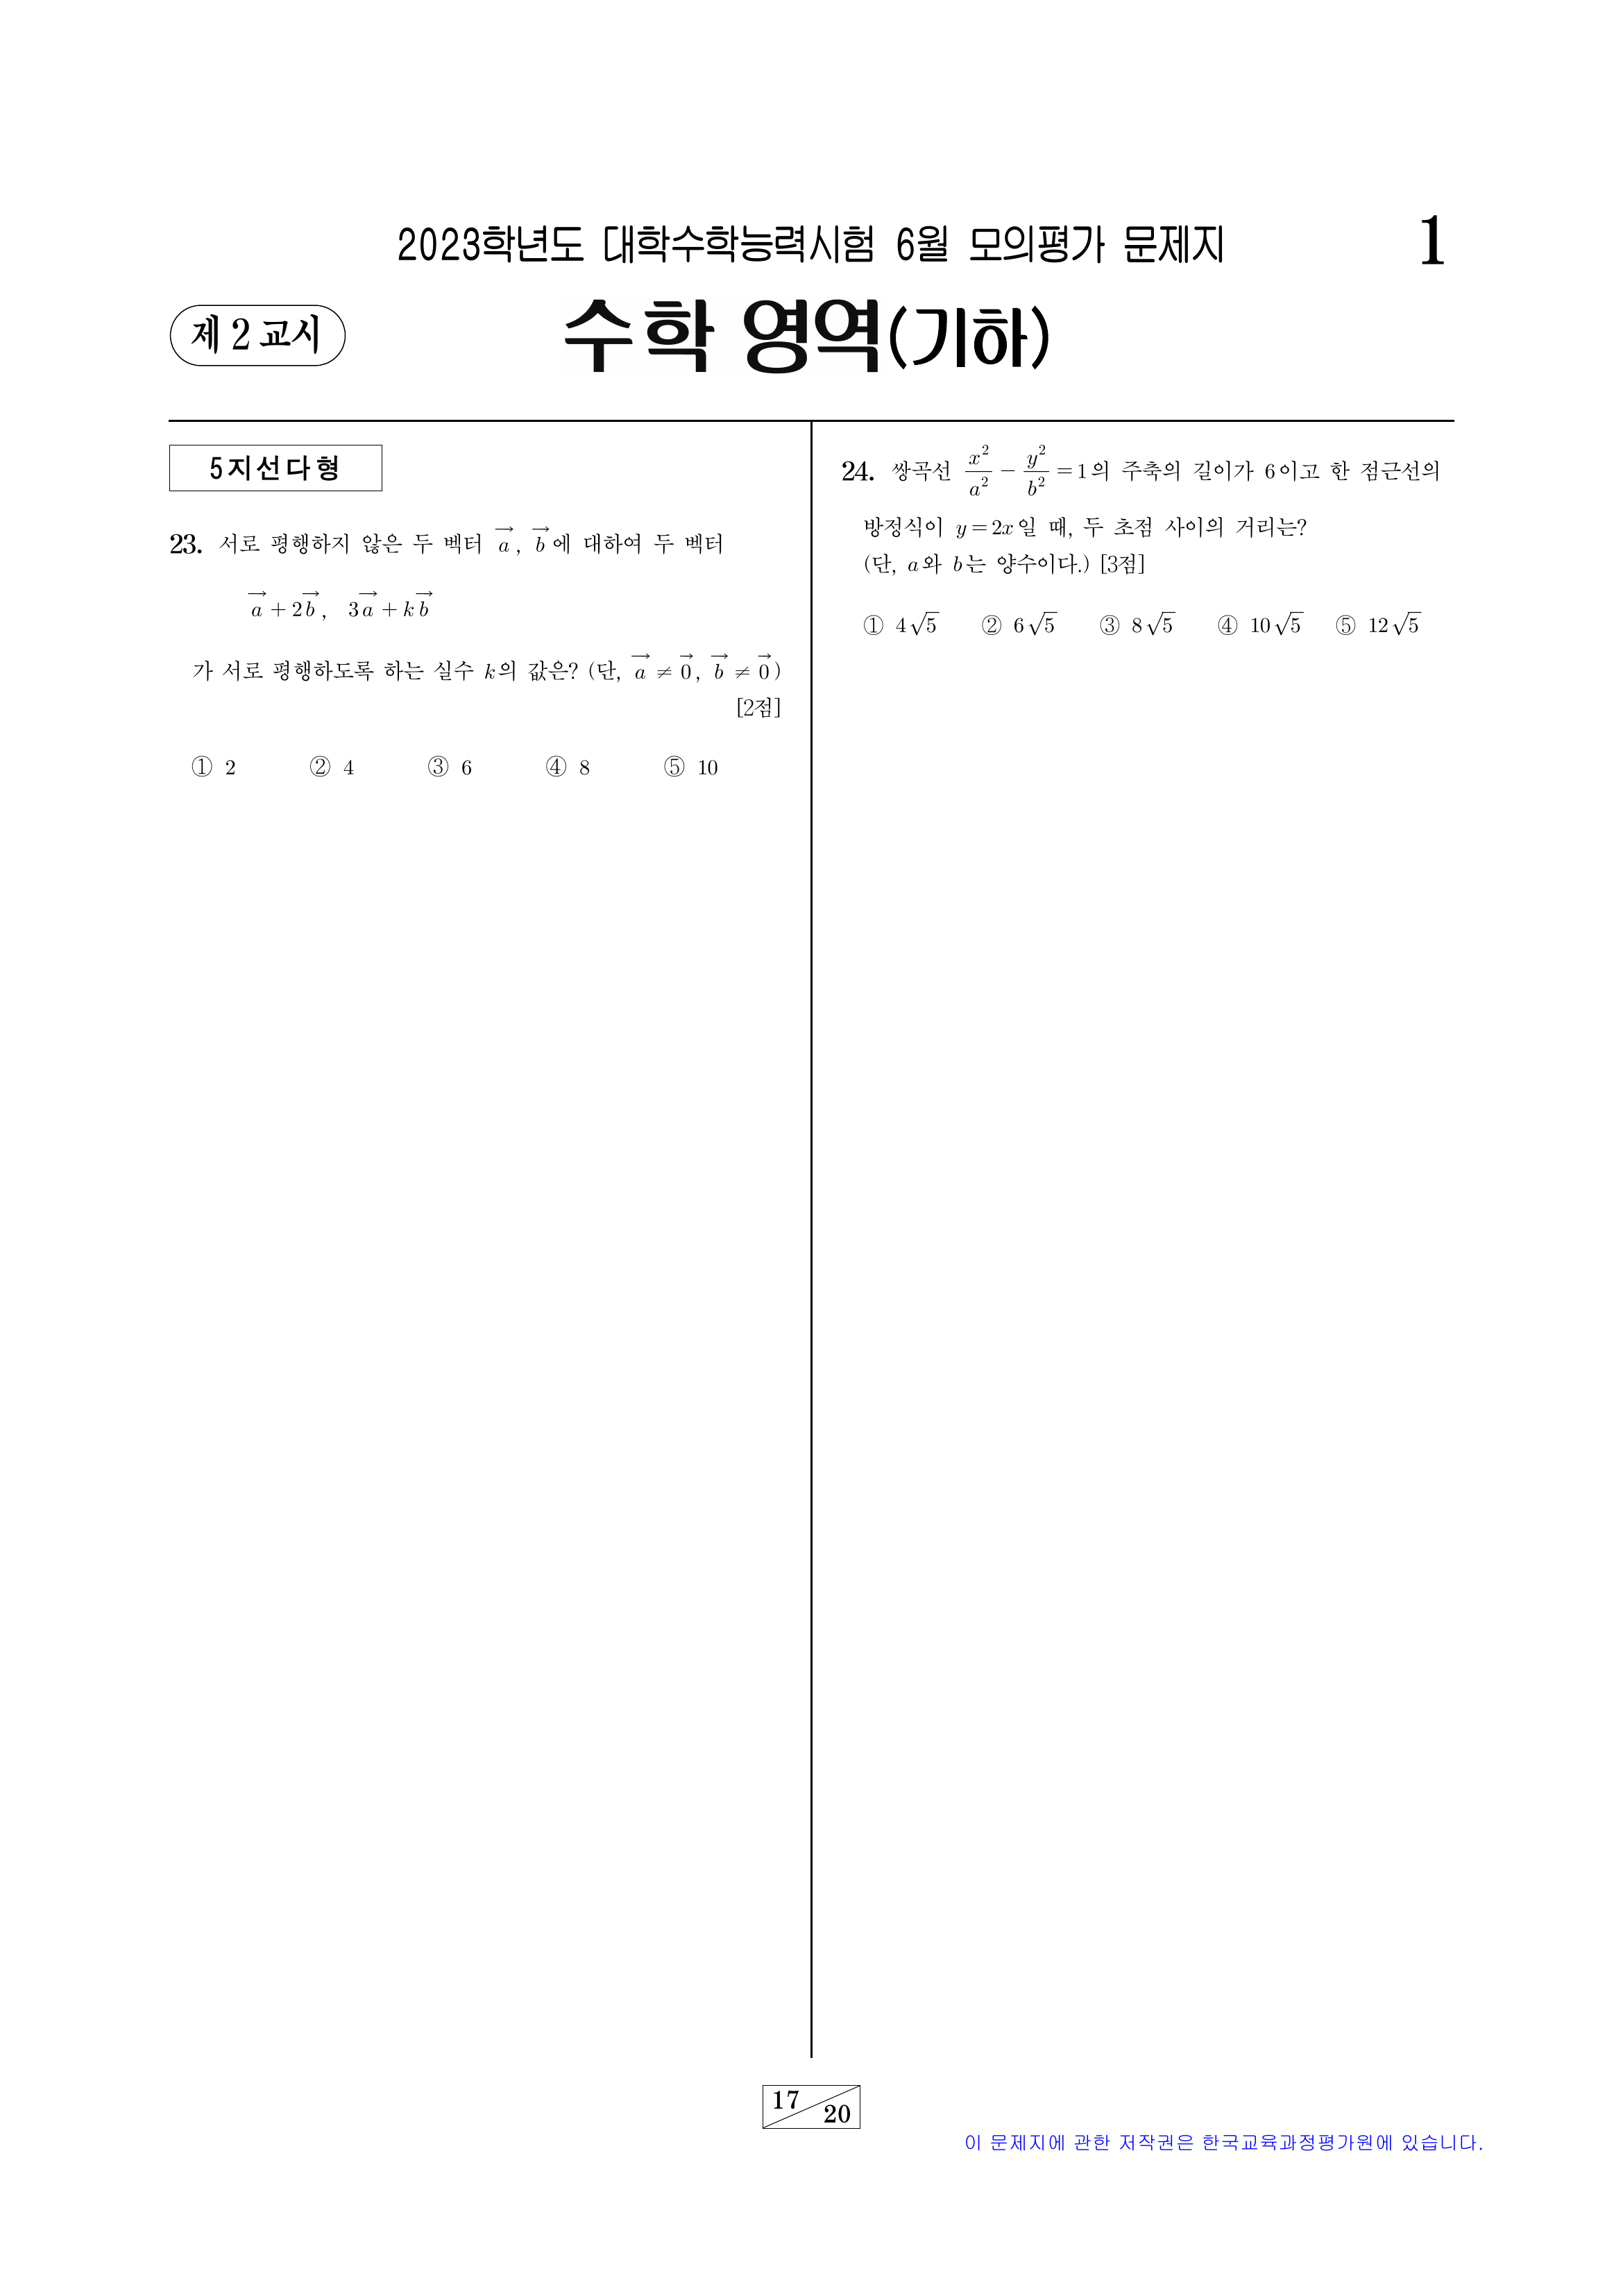 2023학년도 대학수학능력시험 6월 모의평가 문제지
1
제 2 교시
수학 영역(기하)
5지선다형
23. 서로 평행하지 않은 두 벡터 $\vec{a}$, $\vec{b}$에 대하여 두 벡터
$\vec{a}+2\vec{b}$, $3\vec{a}+k\vec{b}$
가 서로 평행하도록 하는 실수 $k$의 값은? (단, $\vec{a}\neq\vec{0}$, $\vec{b}\neq\vec{0}$)
[2점]
① 2 ② 4 ③ 6 ④ 8 ⑤ 10
24. 쌍곡선 $\frac{x^2}{a^2}-\frac{y^2}{b^2}=1$의 주축의 길이가 6이고 한 점근선의
방정식이 $y=2x$일 때, 두 초점 사이의 거리는?
(단, $a$와 $b$는 양수이다.) [3점]
① $4\sqrt{5}$ ② $6\sqrt{5}$ ③ $8\sqrt{5}$ ④ $10\sqrt{5}$ ⑤ $12\sqrt{5}$
17
20
이 문제지에 관한 저작권은 한국교육과정평가원에 있습니다.